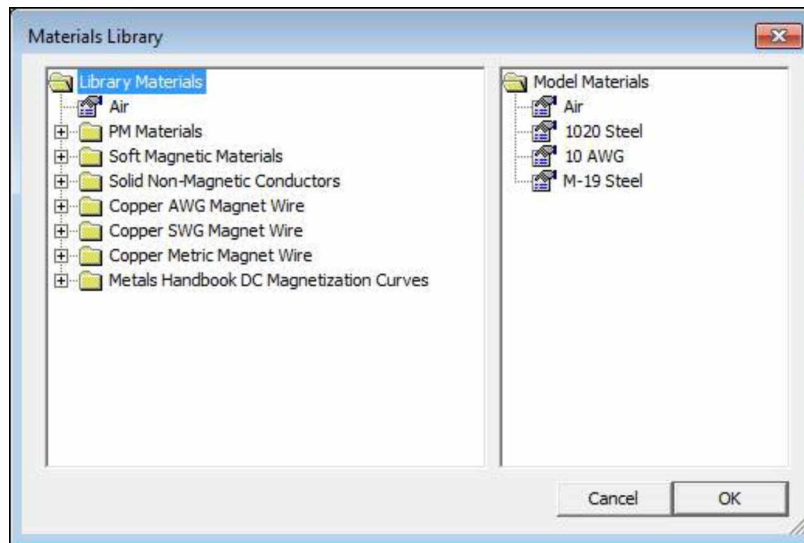 Materials Library
Library Materials
Air
PM Materials
Soft Magnetic Materials
Solid Non-Magnetic Conductors
Copper AWG Magnet Wire
Copper SWG Magnet Wire
Copper Metric Magnet Wire
Metals Handbook DC Magnetization Curves
Model Materials
Air
1020 Steel
10 AWG
M-19 Steel
Cancel
OK